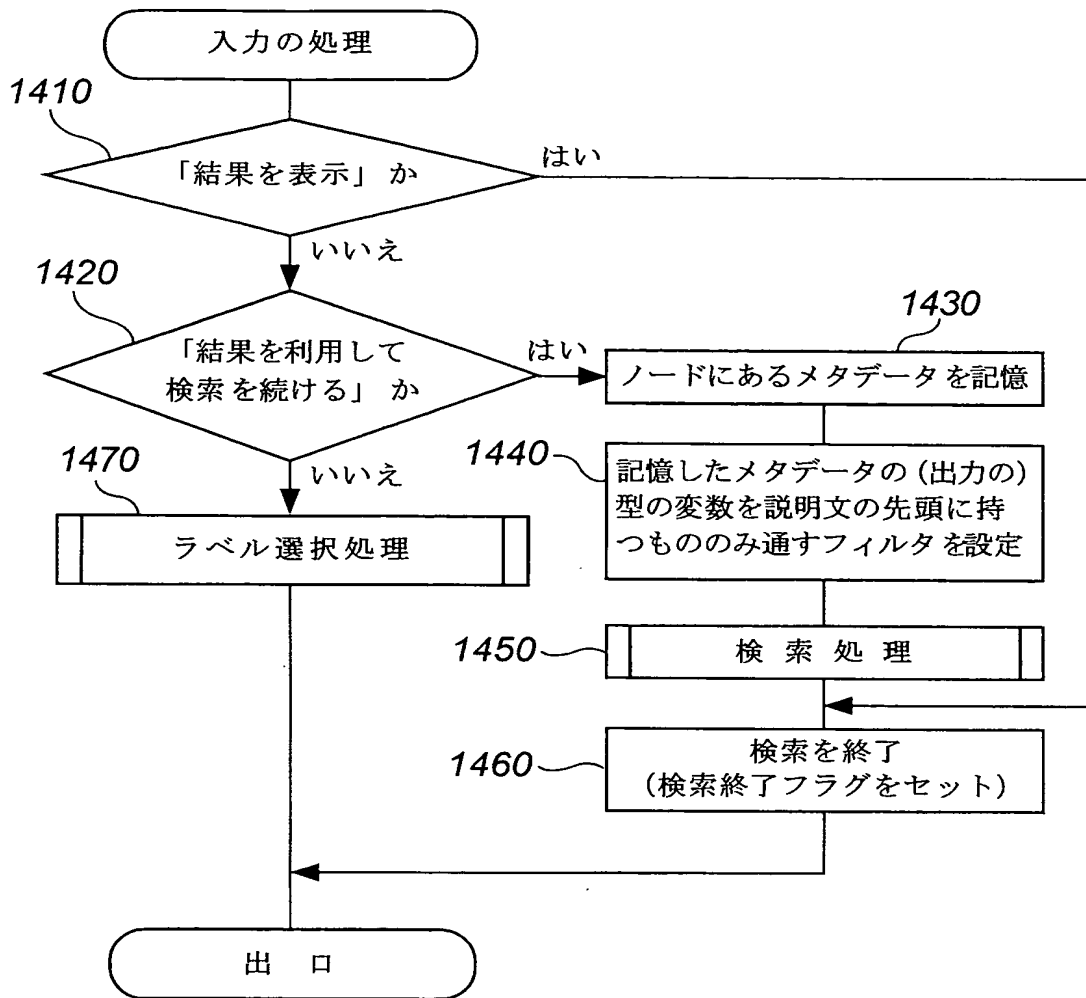 入力の処理
1410
「結果を表示」か
はい
いいえ
1420
「結果を利用して
検索を続ける」か
はい
1430
ノードにあるメタデータを記憶
1440
記憶したメタデータの(出力の)
型の変数を説明文の先頭に持
つもののみ通すフィルタを設定
いいえ
1470
ラベル選択処理
1450
検索処理
1460
検索を終了
(検索終了フラグをセット)
出口